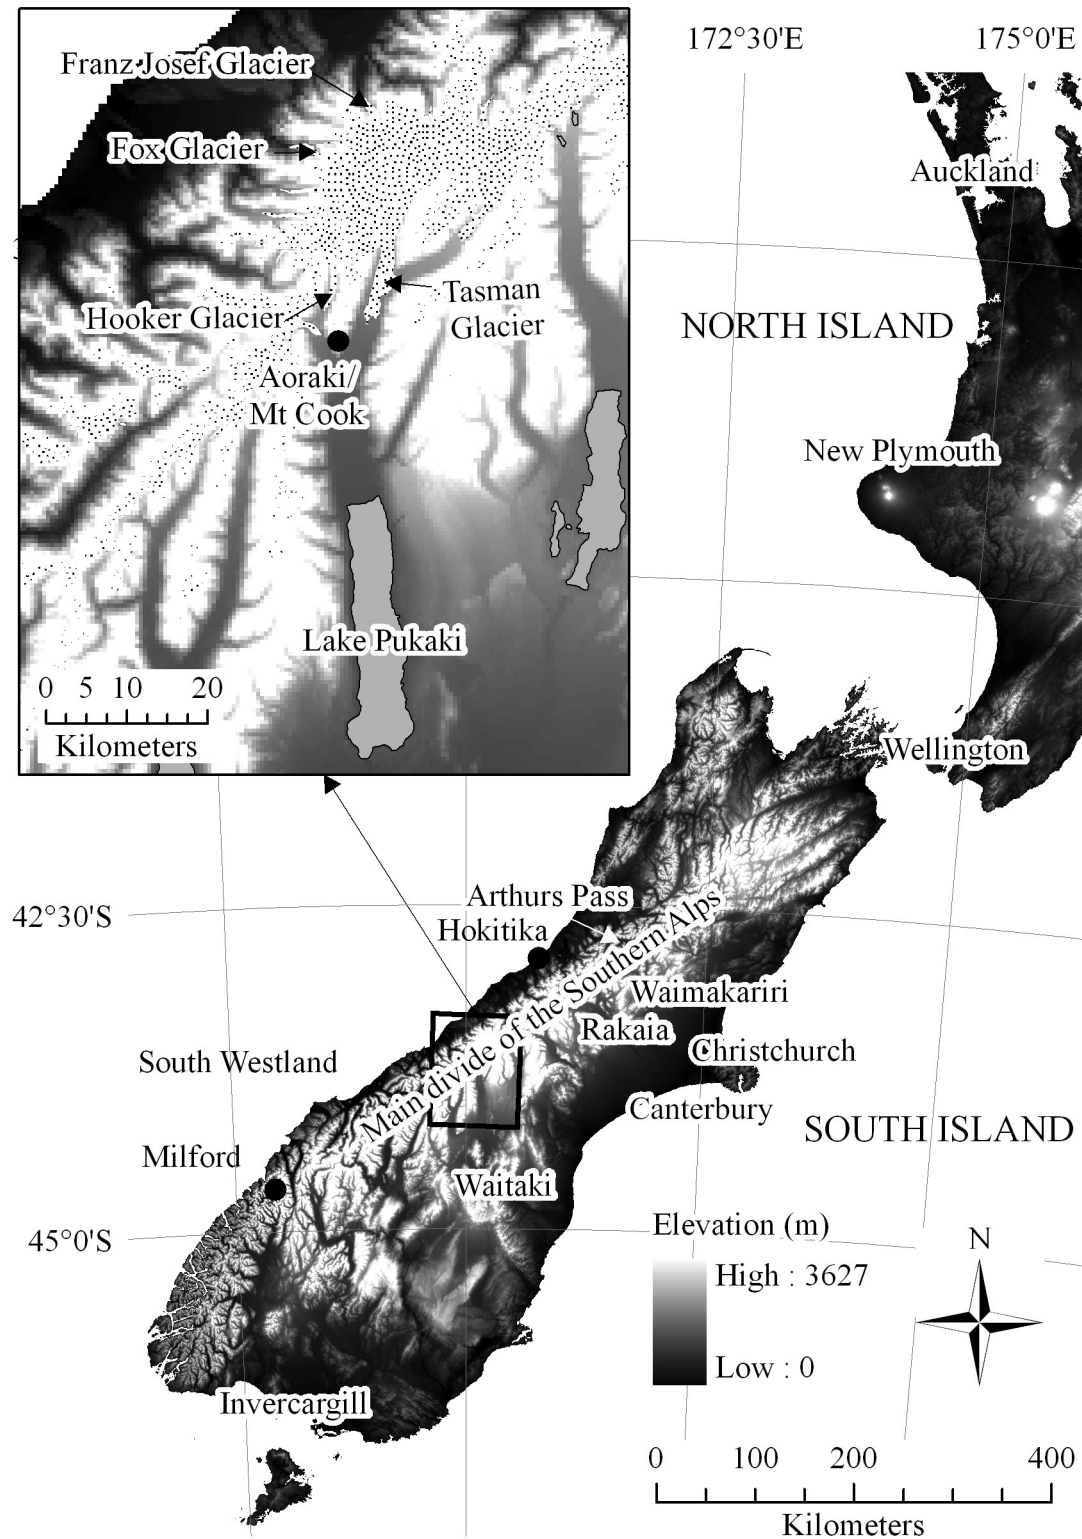 172°30'E
175°0'E
Franz Josef Glacier
Fox Glacier
Auckland
Tasman
Glacier
Hooker Glacier
NORTH ISLAND
Aoraki/
Mt Cook
New Plymouth
Lake Pukaki
0 5 10 20
Kilometers
Wellington
42°30'S
Arthurs Pass
Hokitika
Main divide of the Southern Alps
Waimakariri
Rakaia
South Westland
Christchurch
Canterbury
SOUTH ISLAND
Milford
Waitaki
45°0'S
Elevation (m)
N
High : 3627
Low : 0
Invercargill
0 100 200 400
Kilometers